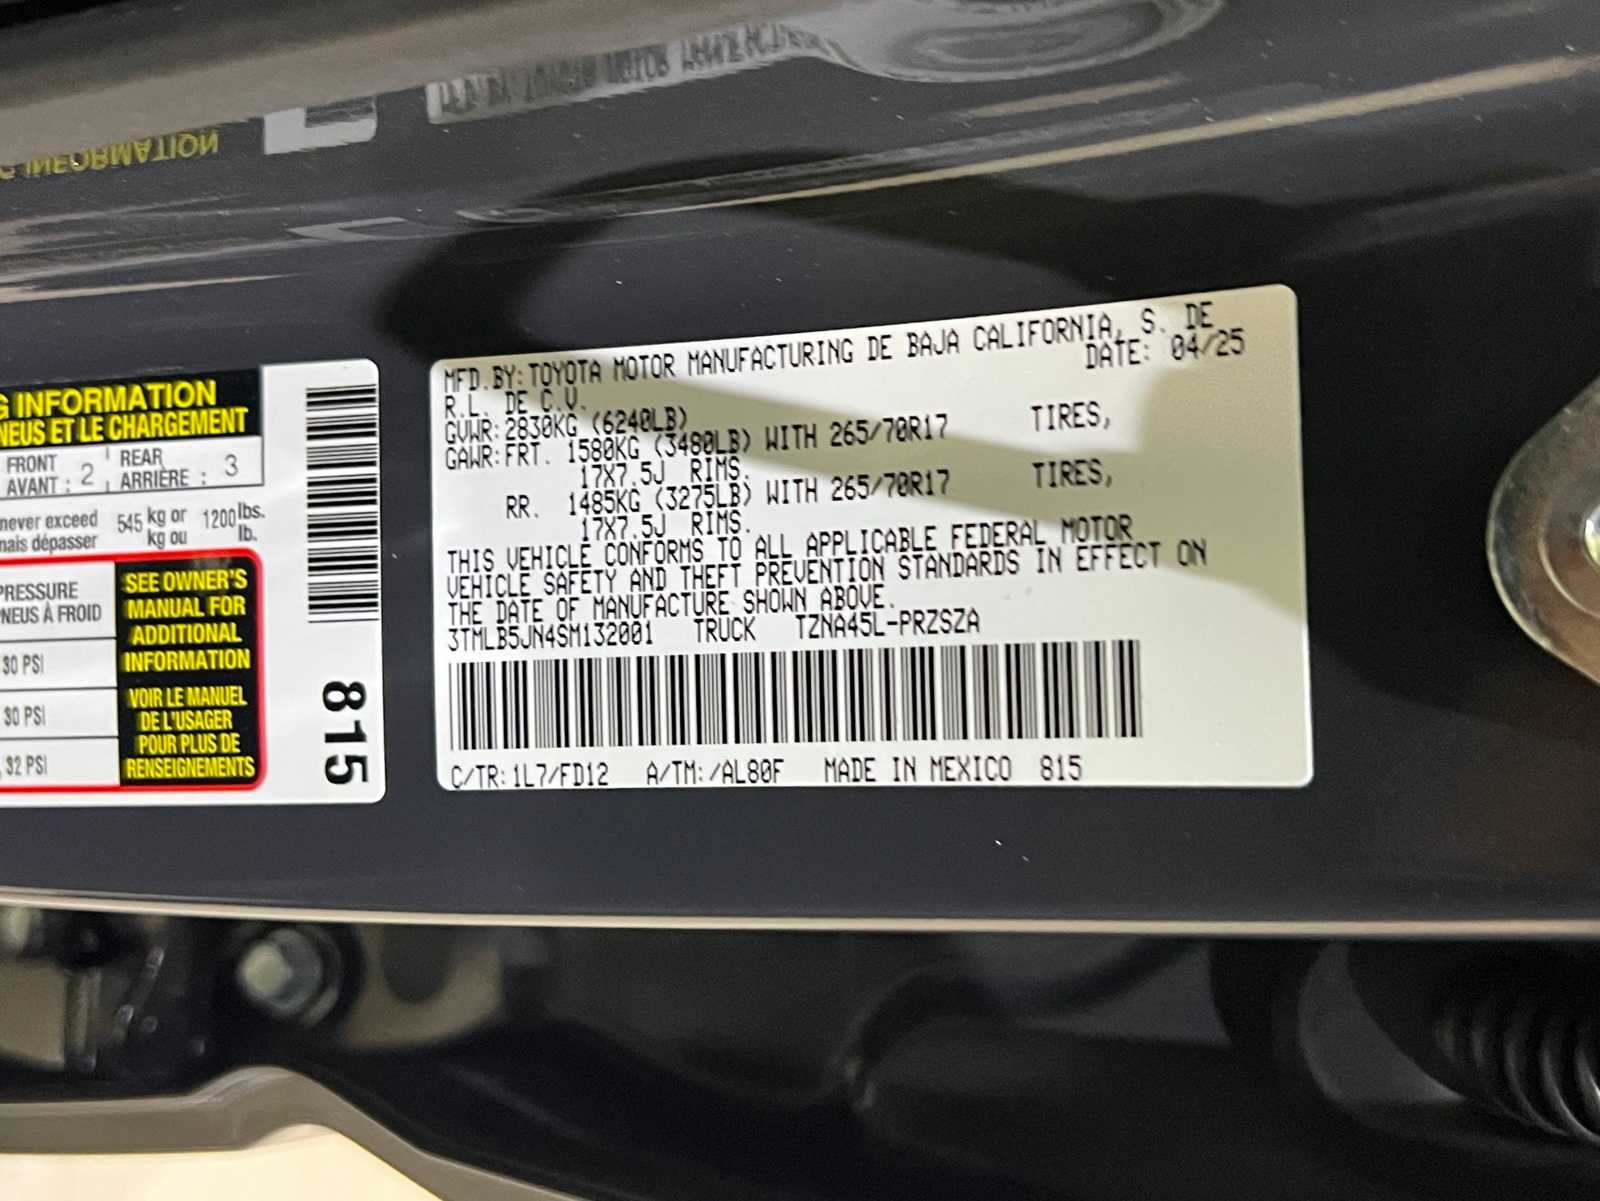 G INFORMATION
NEUS ET LE CHARGEMENT
FRONT
AVANT : 2
REAR
ARRIÈRE : 3
never exceed 545 kg or 1200 lbs.
mais dépasser kg ou lb.
PRESSURE
NEUS À FROID
30 PSI
30 PSI
32 PSI
SEE OWNER'S
MANUAL FOR
ADDITIONAL
INFORMATION
VOIR LE MANUEL
DE L'USAGER
POUR PLUS DE
RENSEIGNEMENTS
815
MFD.BY:TOYOTA MOTOR MANUFACTURING DE BAJA CALIFORNIA, S. DE
R.L. DE C.V. DATE: 04/25
GVWR:2830KG (6240LB)
GAWR:FRT. 1580KG (3480LB) WITH 265/70R17 TIRES,
17X7.5J RIMS.
RR. 1485KG (3275LB) WITH 265/70R17 TIRES,
17X7.5J RIMS.
THIS VEHICLE CONFORMS TO ALL APPLICABLE FEDERAL MOTOR
VEHICLE SAFETY AND THEFT PREVENTION STANDARDS IN EFFECT ON
THE DATE OF MANUFACTURE SHOWN ABOVE.
3TMLB5JN4SM132001 TRUCK TZNA45L-PRZSZA
C/TR:1L7/FD12 A/TM:/AL80F MADE IN MEXICO 815